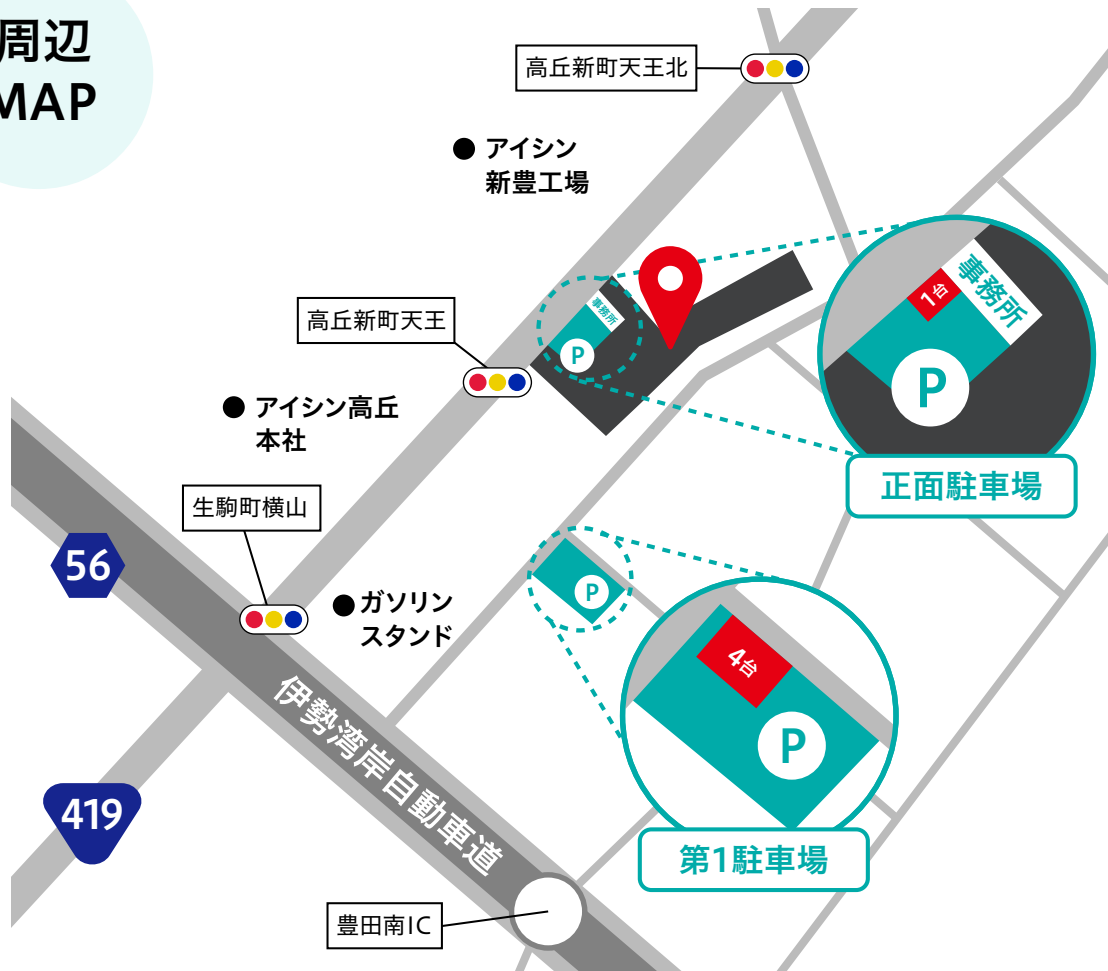 周辺
MAP
高丘新町天王北
アイシン
新豊工場
事務所
1台
P
正面駐車場
事務所
P
高丘新町天王
アイシン高丘
本社
生駒町横山
56
ガソリン
スタンド
P
4台
P
第1駐車場
伊勢湾岸自動車道
419
豊田南IC